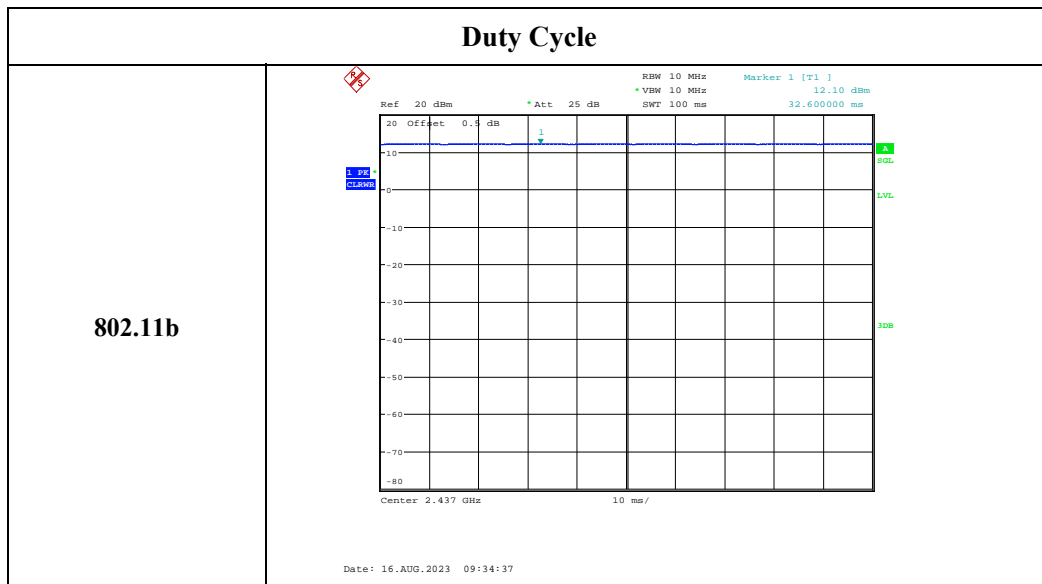 Duty Cycle
802.11b
R S
RBW 10 MHz Marker 1 [T1 ]
* VBW 10 MHz 12.10 dBm
Ref 20 dBm * Att 25 dB SWT 100 ms 32.600000 ms
20 Offset 0.5 dB
1
10
A
SGL
1 PK *
CLRWR
0
LVL
-10
-20
-30
3DB
-40
-50
-60
-70
-80
Center 2.437 GHz 10 ms/
Date: 16.AUG.2023 09:34:37